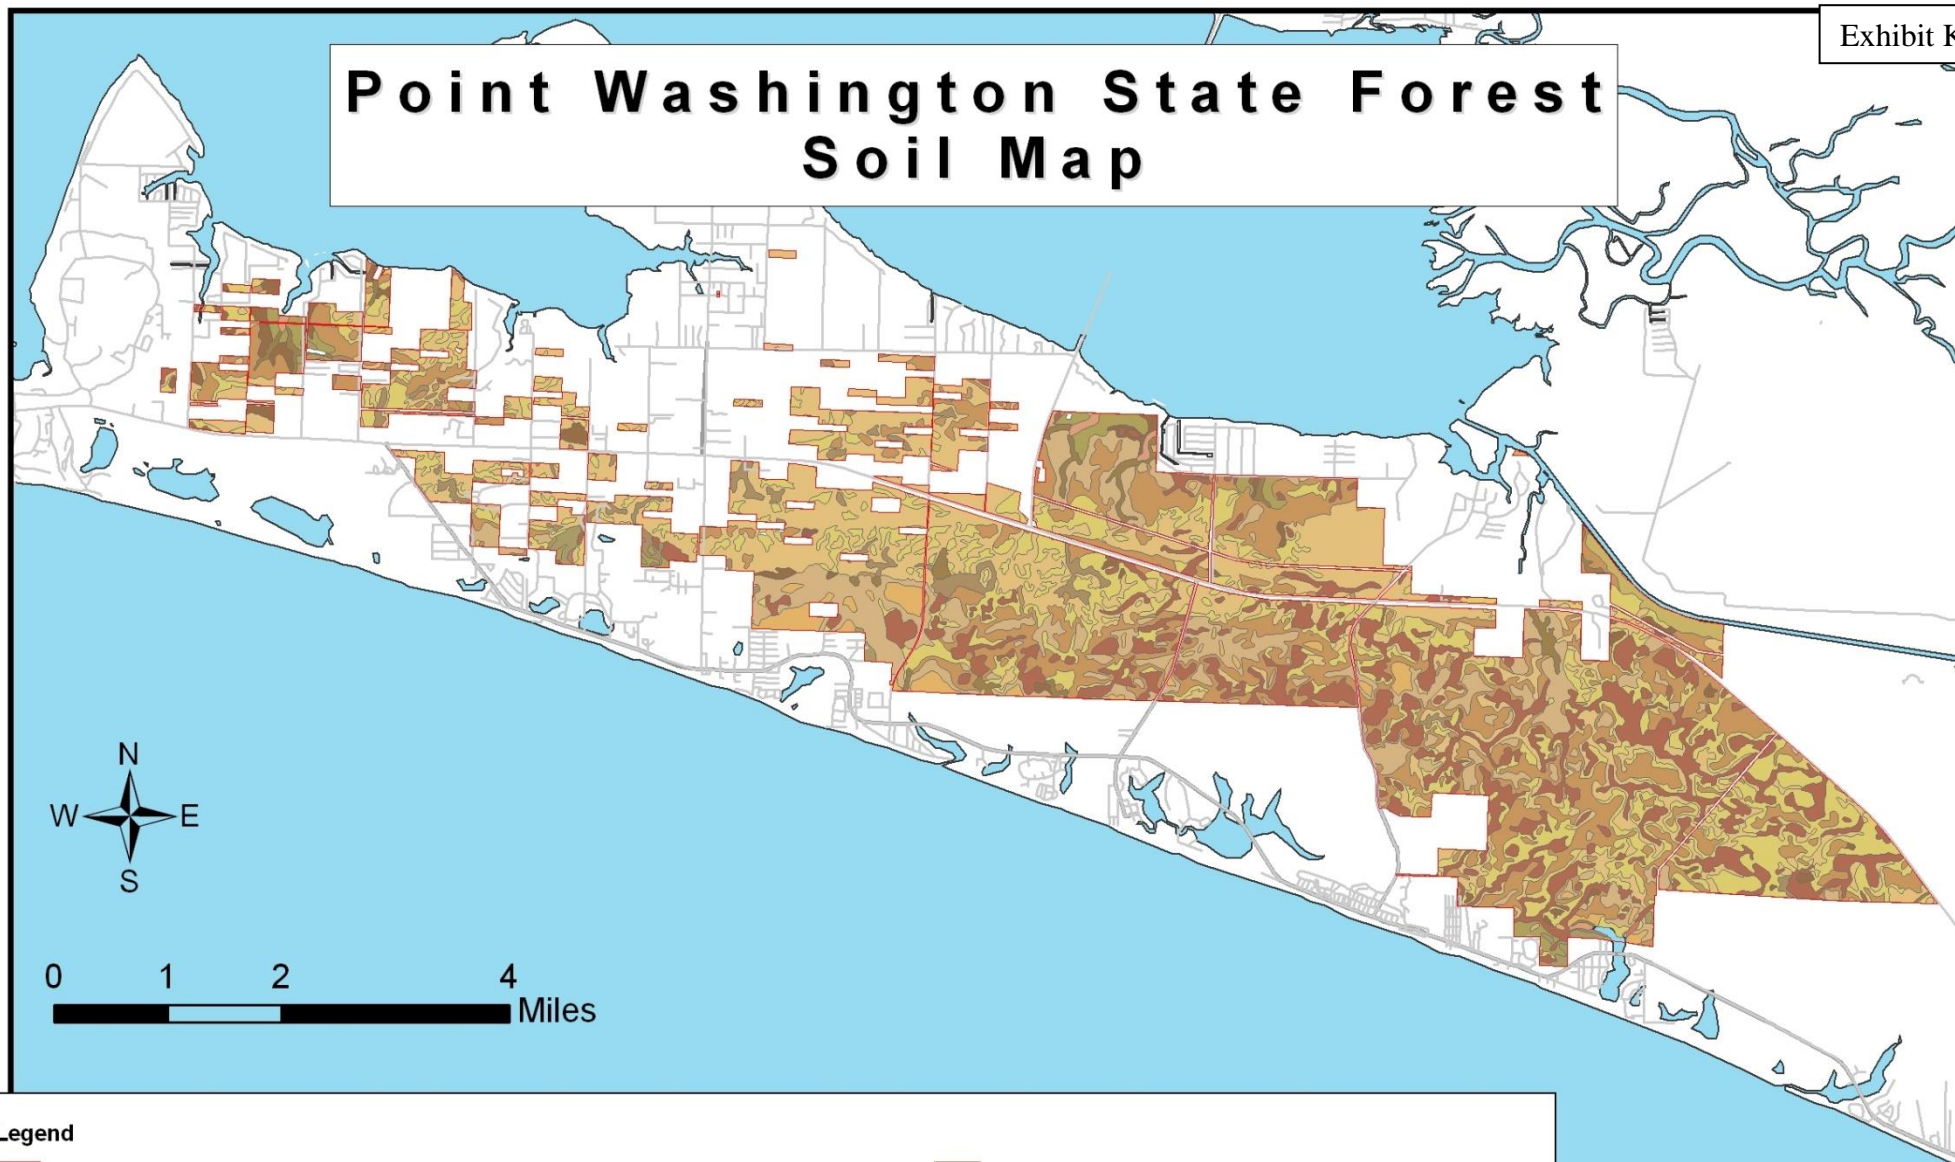 Exhibit K
Point Washington State Forest
Soil Map
N
W E
S
0 1 2 4
Miles
Legend